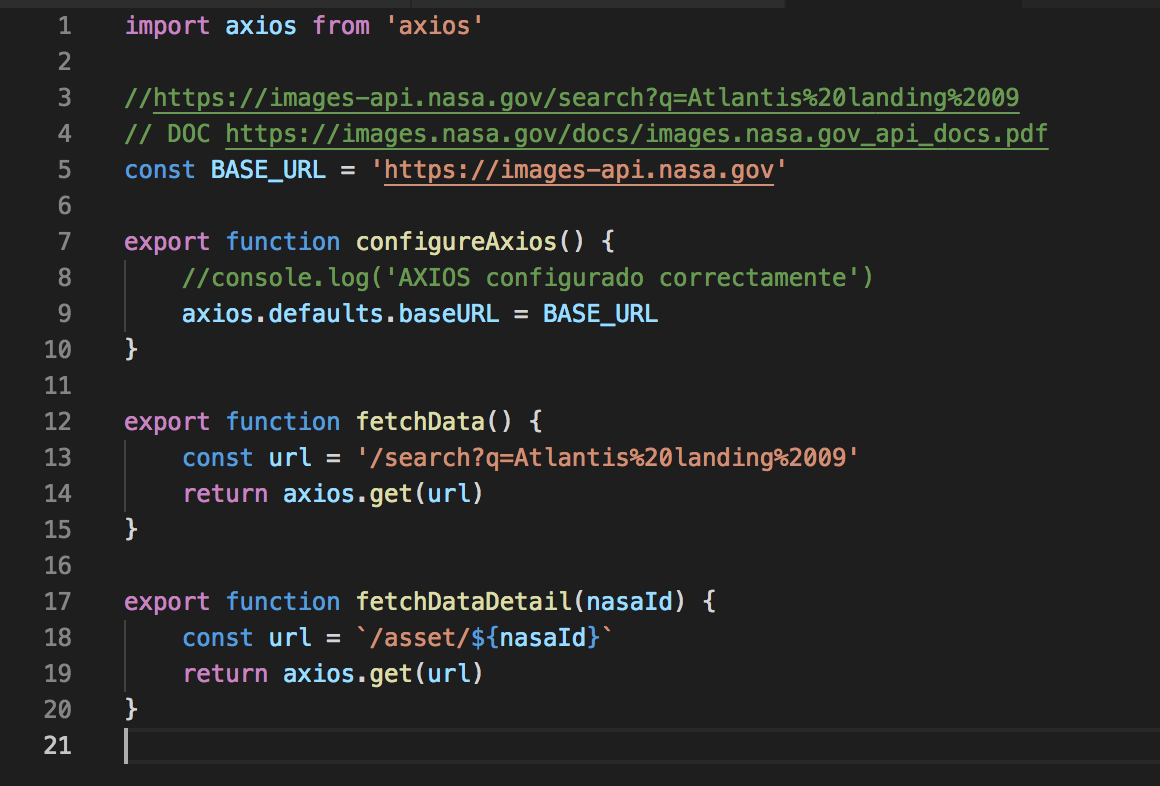 1 import axios from 'axios'
2
3 //https://images-api.nasa.gov/search?q=Atlantis%20landing%2009
4 // DOC https://images.nasa.gov/docs/images.nasa.gov_api_docs.pdf
5 const BASE_URL = 'https://images-api.nasa.gov'
6
7 export function configureAxios() {
8     //console.log('AXIOS configurado correctamente')
9     axios.defaults.baseURL = BASE_URL
10 }
11
12 export function fetchData() {
13     const url = '/search?q=Atlantis%20landing%2009'
14     return axios.get(url)
15 }
16
17 export function fetchDataDetail(nasaId) {
18     const url = `/asset/${nasaId}`
19     return axios.get(url)
20 }
21